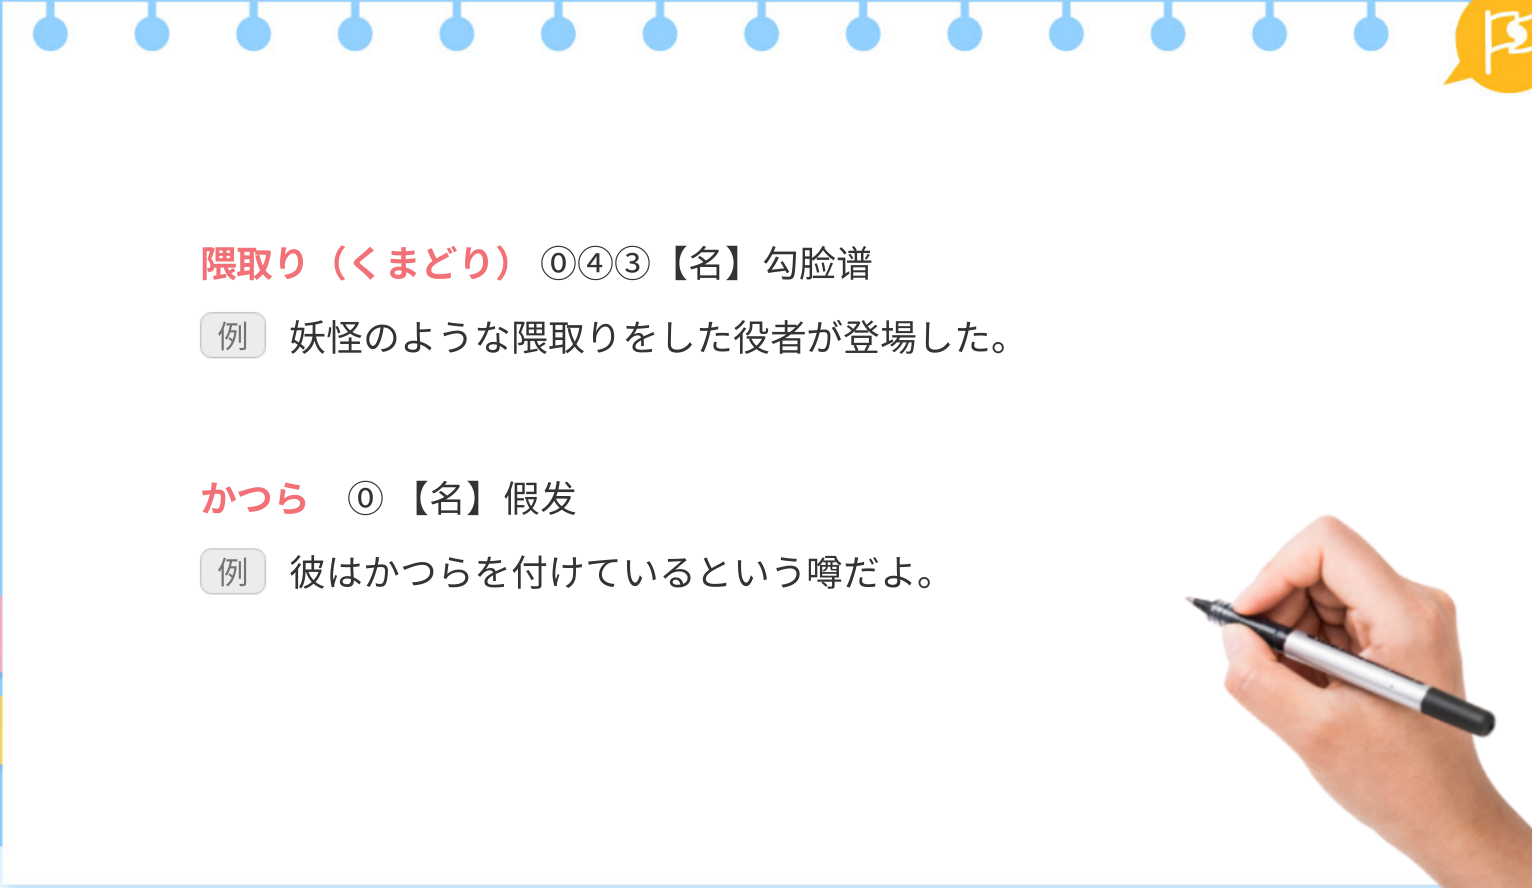 隈取り（くまどり） ⓪④③【名】勾脸谱
例 妖怪のような隈取りをした役者が登場した。
かつら　⓪ 【名】假发
例 彼はかつらを付けているという噂だよ。